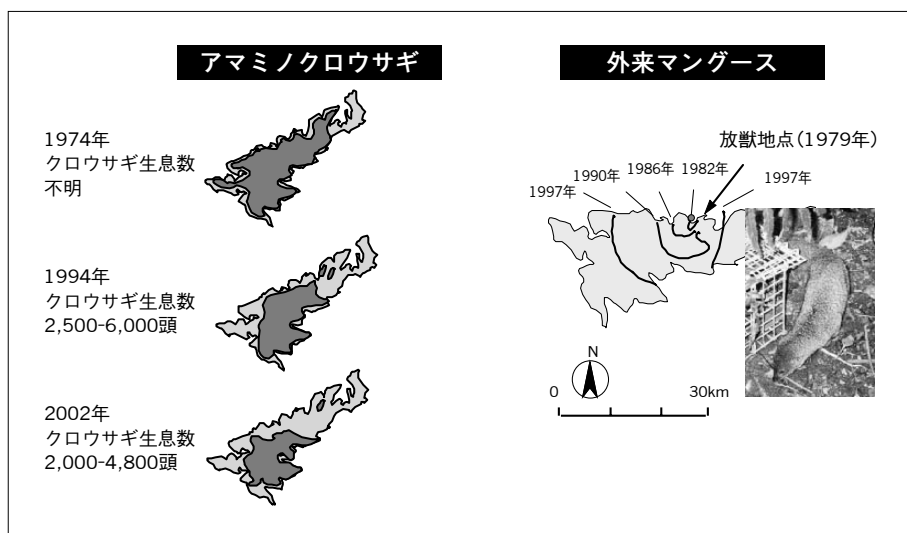 アマミノクロウサギ
1974年
クロウサギ生息数
不明
1994年
クロウサギ生息数
2,500-6,000頭
2002年
クロウサギ生息数
2,000-4,800頭
外来マングース
放獣地点(1979年)
1997年
1990年
1986年
1982年
1997年
N
0
30km